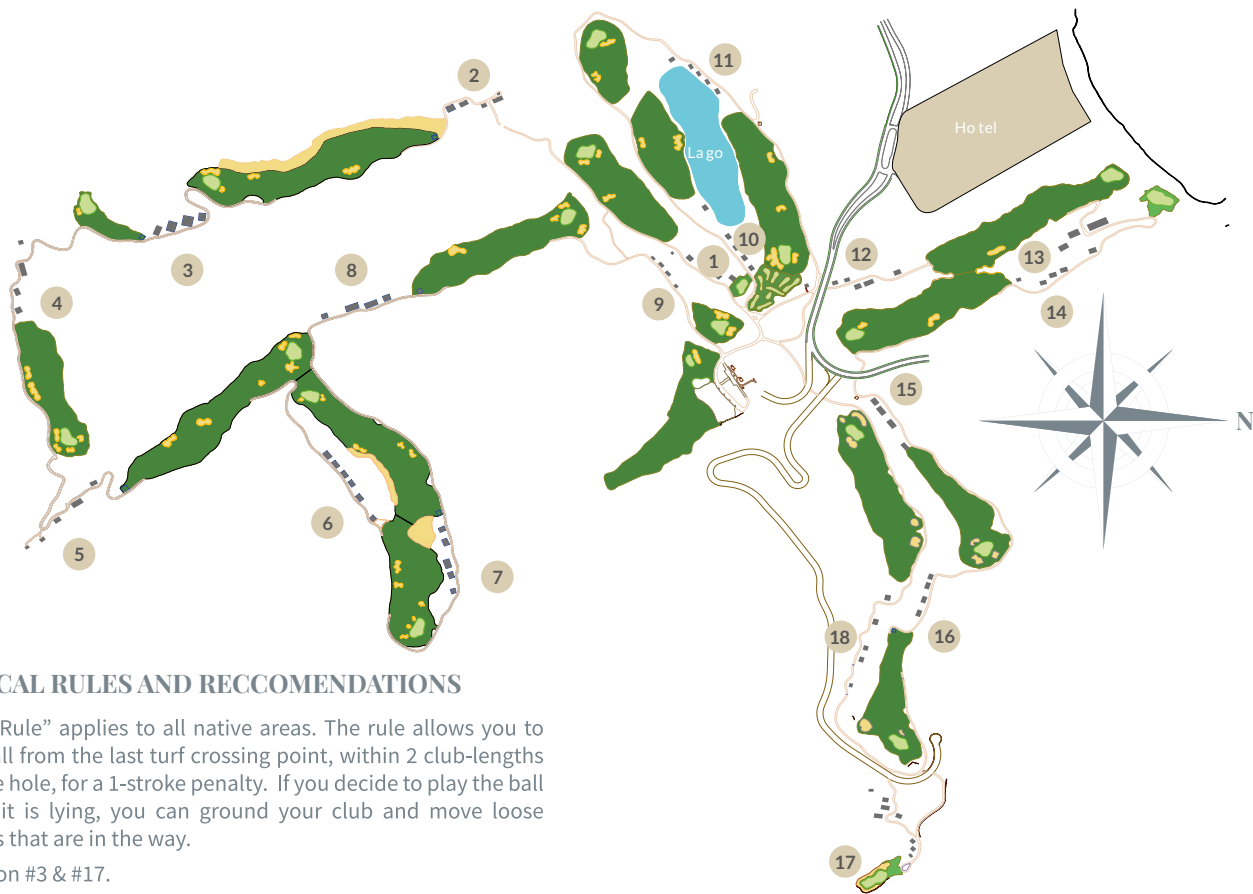 2
11
Ho tel
Lago
10
1
12
13
8
3
4
9
14
15
N
6
5
7
18
16
17
CAL RULES AND RECCOMENDATIONS
Rule” applies to all native areas. The rule allows you to
ll from the last turf crossing point, within 2 club-lengths
e hole, for a 1-stroke penalty. If you decide to play the ball
it is lying, you can ground your club and move loose
s that are in the way.
on #3 & #17.